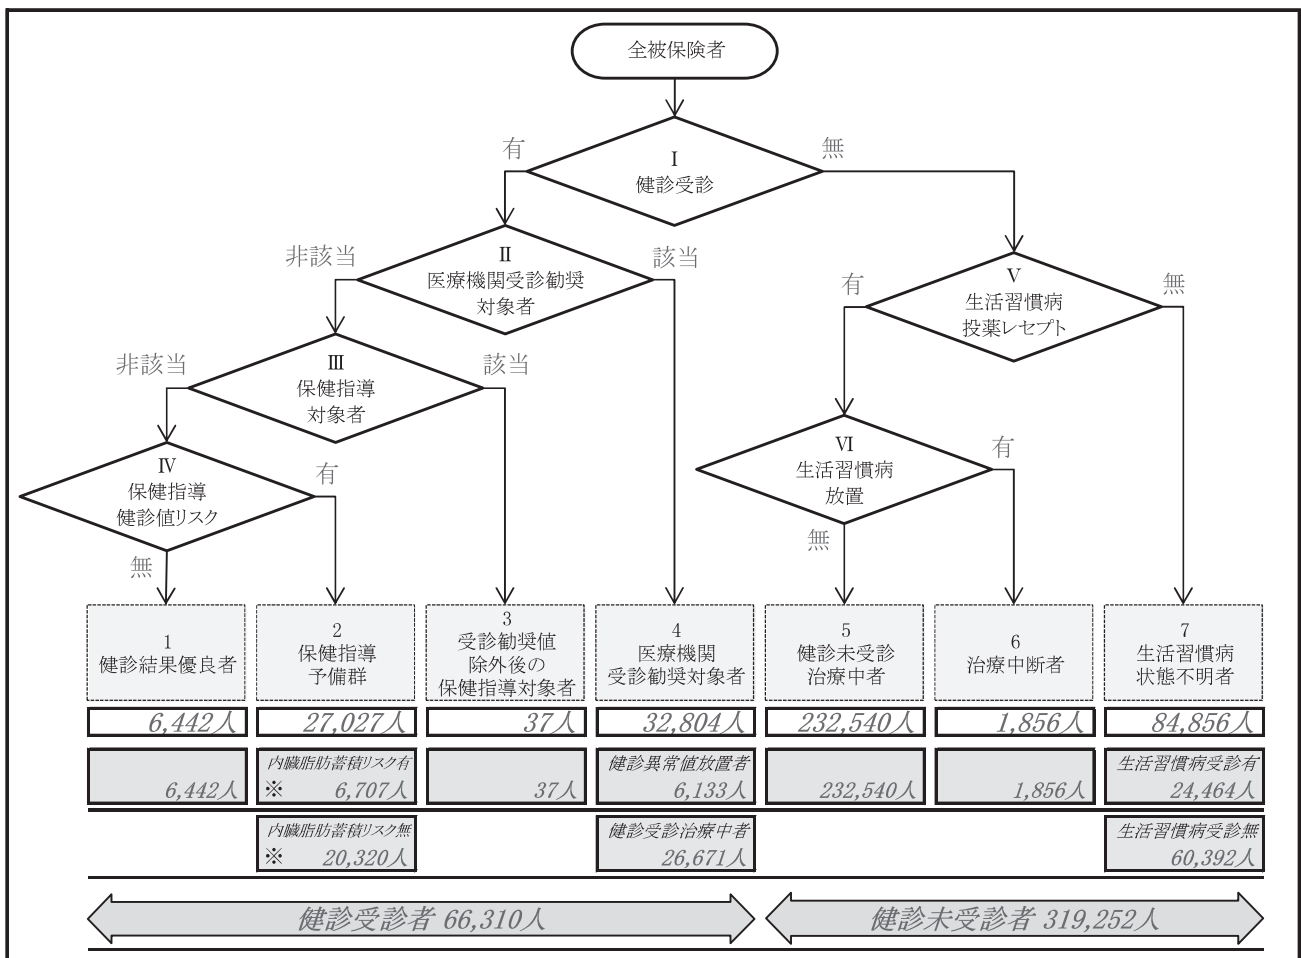 全被保険者
有
無
Ⅰ
健診受診
非該当
該当
Ⅱ
医療機関受診勧奨
対象者
有
無
Ⅴ
生活習慣病
投薬レセプト
非該当
該当
Ⅲ
保健指導
対象者
有
無
Ⅳ
保健指導
健診値リスク
有
無
Ⅵ
生活習慣病
放置
1
健診結果優良者
2
保健指導
予備群
3
受診勧奨値
除外後の
保健指導対象者
4
医療機関
受診勧奨対象者
5
健診未受診
治療中者
6
治療中断者
7
生活習慣病
状態不明者
6,442人
27,027人
37人
32,804人
232,540人
1,856人
84,856人
6,442人
内臓脂肪蓄積リスク有
※ 6,707人
37人
健診異常値放置者
6,133人
232,540人
1,856人
生活習慣病受診有
24,464人
内臓脂肪蓄積リスク無
※ 20,320人
健診受診治療中者
26,671人
生活習慣病受診無
60,392人
健診受診者 66,310人
健診未受診者 319,252人